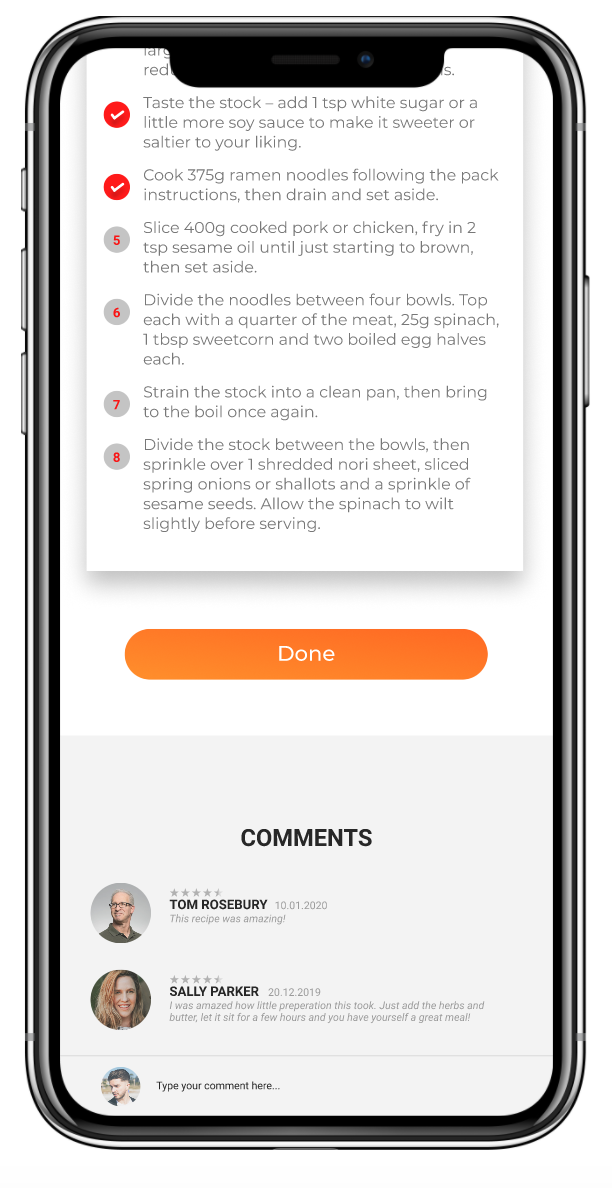 Taste the stock – add 1 tsp white sugar or a
little more soy sauce to make it sweeter or
saltier to your liking.
Cook 375g ramen noodles following the pack
instructions, then drain and set aside.
5
Slice 400g cooked pork or chicken, fry in 2
tsp sesame oil until just starting to brown,
then set aside.
6
Divide the noodles between four bowls. Top
each with a quarter of the meat, 25g spinach,
1 tbsp sweetcorn and two boiled egg halves
each.
7
Strain the stock into a clean pan, then bring
to the boil once again.
8
Divide the stock between the bowls, then
sprinkle over 1 shredded nori sheet, sliced
spring onions or shallots and a sprinkle of
sesame seeds. Allow the spinach to wilt
slightly before serving.
Done
COMMENTS
TOM ROSEBURY 10.01.2020
This recipe was amazing!
SALLY PARKER 20.12.2019
I was amazed how little preperation this took. Just add the herbs and
butter, let it sit for a few hours and you have yourself a great meal!
Type your comment here...